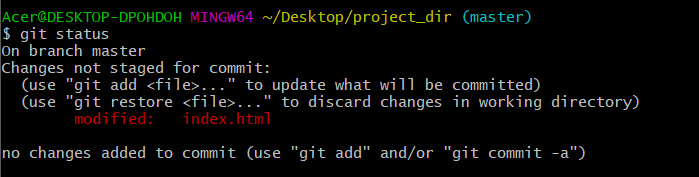 Acer@DESKTOP-DPOHDOH MINGW64 ~/Desktop/project_dir (master)
$ git status
On branch master
Changes not staged for commit:
  (use "git add <file>..." to update what will be committed)
  (use "git restore <file>..." to discard changes in working directory)
        modified:   index.html

no changes added to commit (use "git add" and/or "git commit -a")